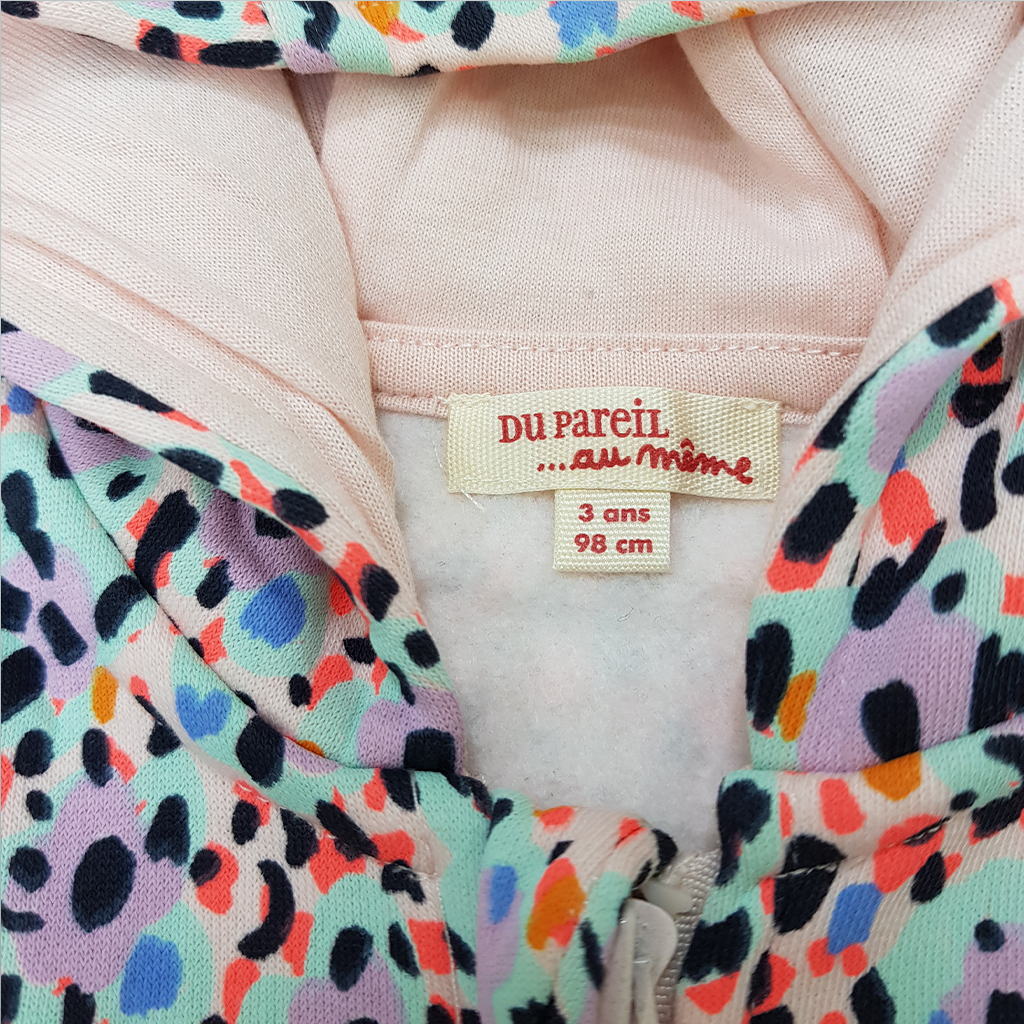 DU PaREIL
...au même
3 ans
98 cm